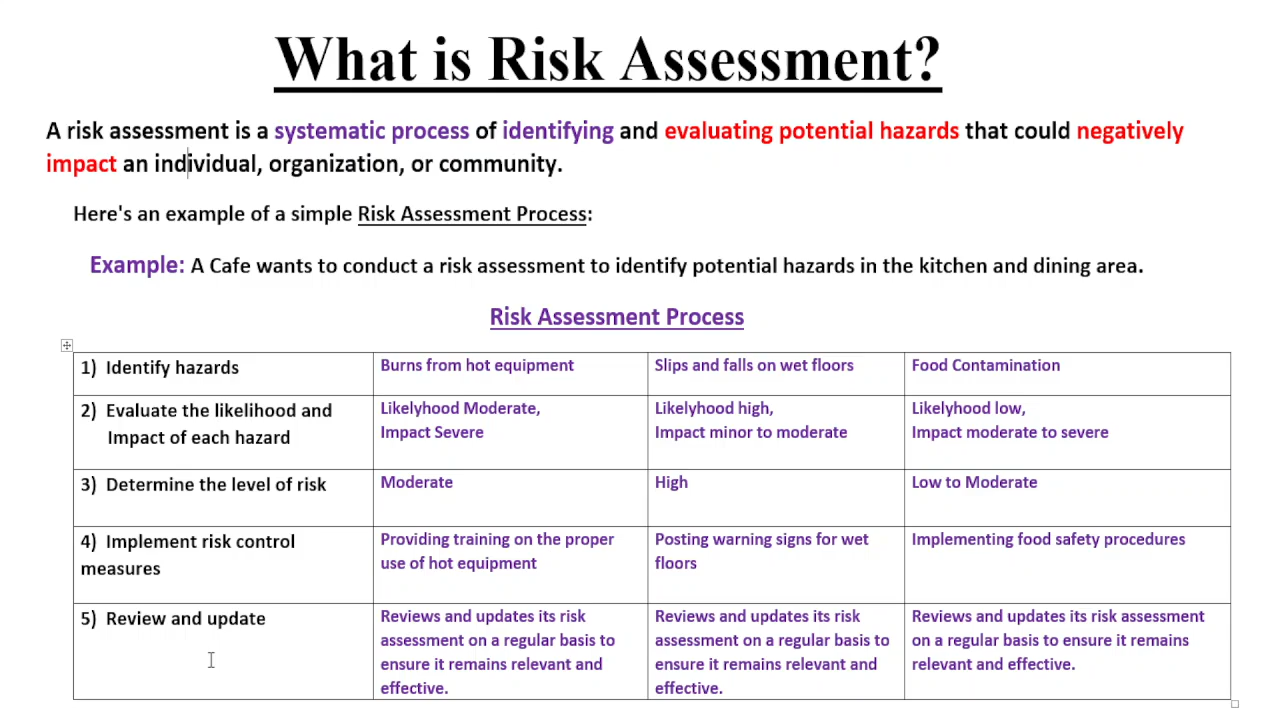 What is Risk Assessment?
A risk assessment is a systematic process of identifying and evaluating potential hazards that could negatively
impact an individual, organization, or community.
Here's an example of a simple Risk Assessment Process:
Example: A Cafe wants to conduct a risk assessment to identify potential hazards in the kitchen and dining area.
Risk Assessment Process
1) Identify hazards
Burns from hot equipment
Slips and falls on wet floors
Food Contamination
2) Evaluate the likelihood and
Impact of each hazard
Likelyhood Moderate,
Impact Severe
Likelyhood high,
Impact minor to moderate
Likelyhood low,
Impact moderate to severe
3) Determine the level of risk
Moderate
High
Low to Moderate
4) Implement risk control
measures
Providing training on the proper
use of hot equipment
Posting warning signs for wet
floors
Implementing food safety procedures
5) Review and update
Reviews and updates its risk
assessment on a regular basis to
ensure it remains relevant and
effective.
Reviews and updates its risk
assessment on a regular basis to
ensure it remains relevant and
effective.
Reviews and updates its risk assessment
on a regular basis to ensure it remains
relevant and effective.